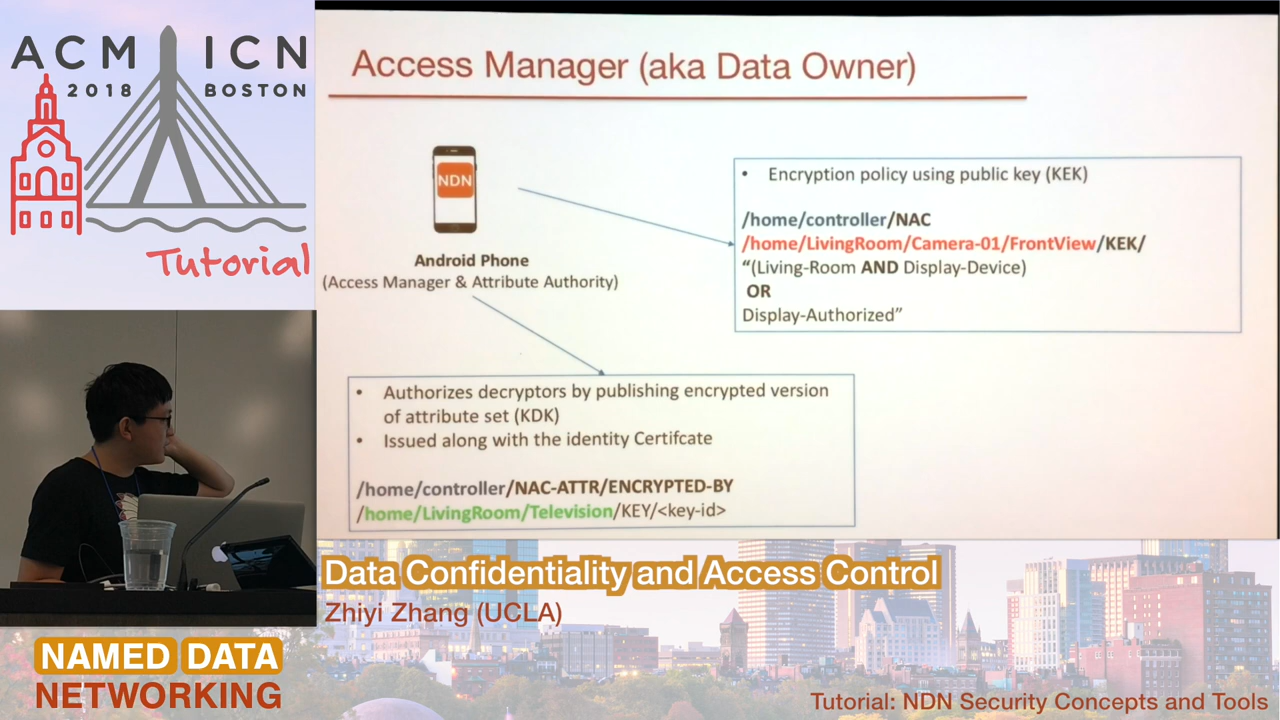 ACM ICN
2018 BOSTON
Tutorial
Access Manager (aka Data Owner)
NDN
Android Phone
(Access Manager & Attribute Authority)
• Encryption policy using public key (KEK)
/home/controller/NAC
/home/LivingRoom/Camera-01/FrontView/KEK/
“(Living-Room AND Display-Device)
OR
Display-Authorized”
• Authorizes decryptors by publishing encrypted version
of attribute set (KDK)
• Issued along with the identity Certifcate
/home/controller/NAC-ATTR/ENCRYPTED-BY
/home/LivingRoom/Television/KEY/<key-id>
Data Confidentiality and Access Control
Zhiyi Zhang (UCLA)
NAMED DATA
NETWORKING
Tutorial: NDN Security Concepts and Tools